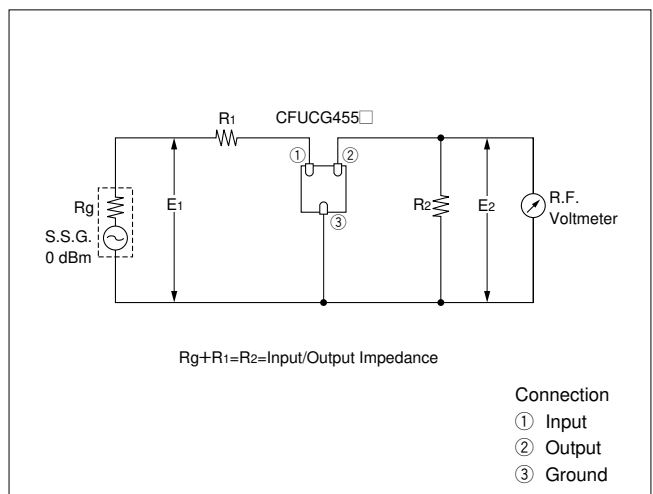 R1
CFUCG455□
① ②
Rg
S.S.G.
0 dBm
E1
③
R2
E2
R.F.
Voltmeter
Rg+R1=R2=Input/Output Impedance
Connection
① Input
② Output
③ Ground